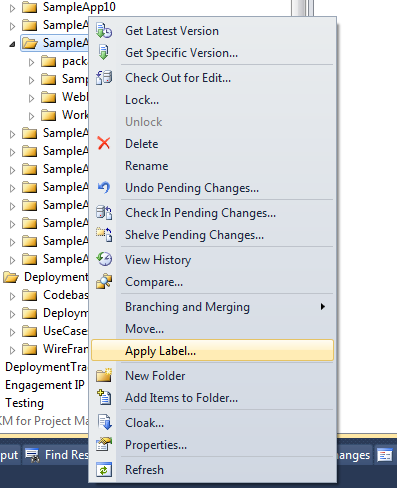 SampleApp10
SampleA
pack
Samp
Webl
Work
SampleA
SampleA
SampleA
SampleA
SampleA
SampleA
SampleA
SampleA
Deployment
Codebas
Deploym
UseCase
WireFran
DeploymentTra
Engagement IP
Testing
KM for Project Ma
Get Latest Version
Get Specific Version...
Check Out for Edit...
Lock...
Unlock
Delete
Rename
Undo Pending Changes...
Check In Pending Changes...
Shelve Pending Changes...
View History
Compare...
Branching and Merging
Move...
Apply Label...
New Folder
Add Items to Folder...
Cloak...
Properties...
Refresh
put
Find Res
anges